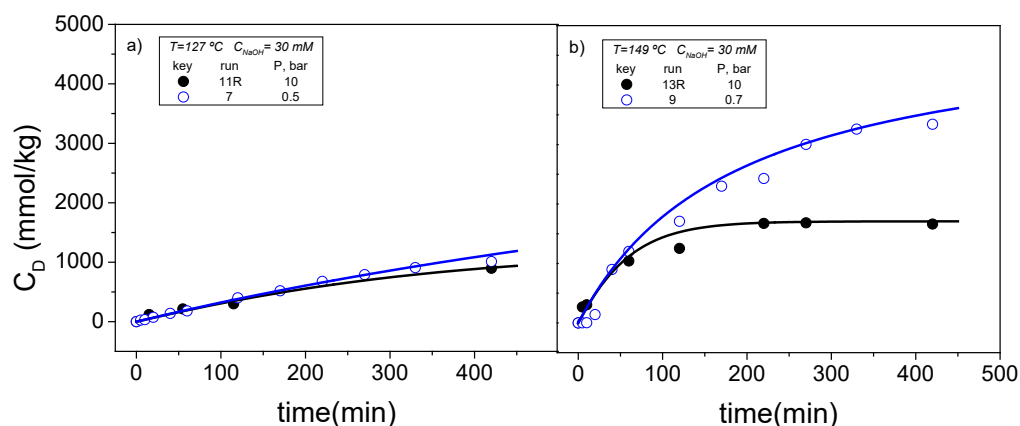 C_D (mmol/kg)
5000
4000
3000
2000
1000
0
a)
T=127 ºC C_NaOH= 30 mM
key run P, bar
11R 10
7 0.5
0 100 200 300 400
time(min)
b)
T=149 ºC C_NaOH= 30 mM
key run P, bar
13R 10
9 0.7
0 100 200 300 400 500
time(min)